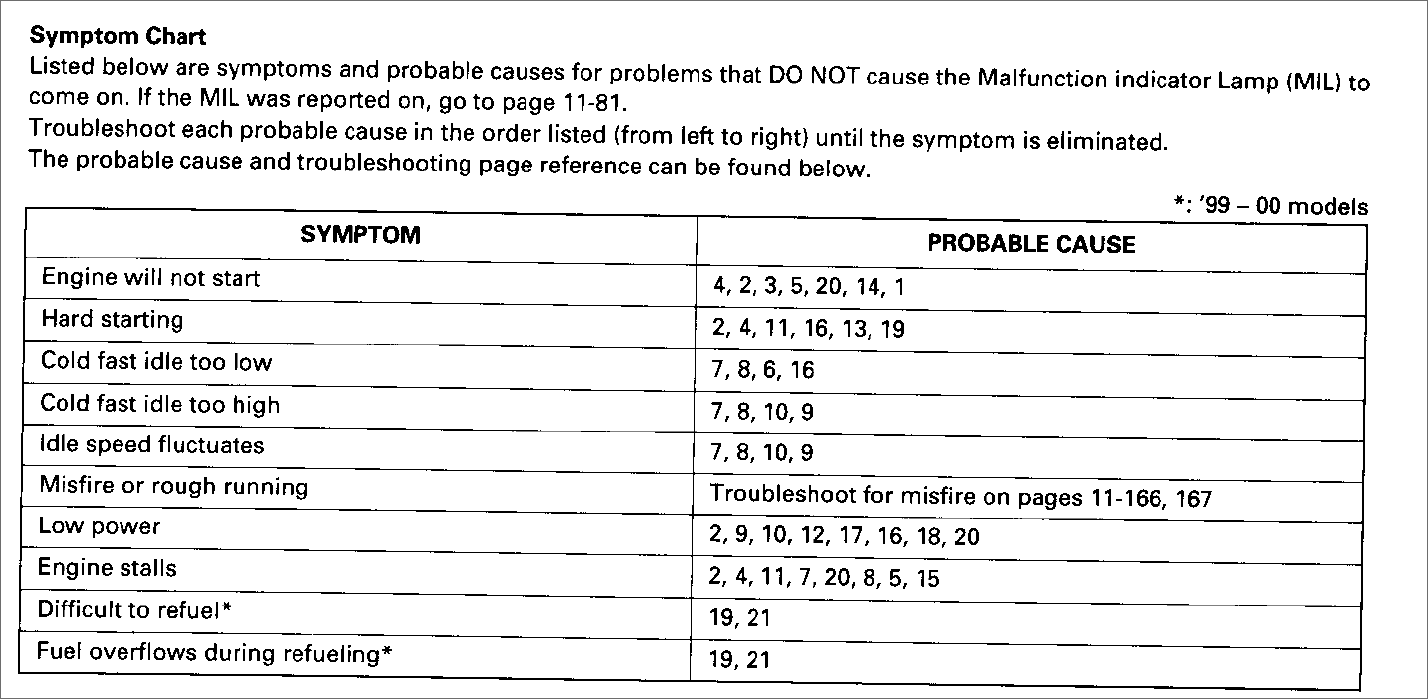 Symptom Chart
Listed below are symptoms and probable causes for problems that DO NOT cause the Malfunction indicator Lamp (MIL) to
come on. If the MIL was reported on, go to page 11-81.
Troubleshoot each probable cause in the order listed (from left to right) until the symptom is eliminated.
The probable cause and troubleshooting page reference can be found below.
*: '99 – 00 models
SYMPTOM PROBABLE CAUSE
Engine will not start 4, 2, 3, 5, 20, 14, 1
Hard starting 2, 4, 11, 16, 13, 19
Cold fast idle too low 7, 8, 6, 16
Cold fast idle too high 7, 8, 10, 9
Idle speed fluctuates 7, 8, 10, 9
Misfire or rough running Troubleshoot for misfire on pages 11-166, 167
Low power 2, 9, 10, 12, 17, 16, 18, 20
Engine stalls 2, 4, 11, 7, 20, 8, 5, 15
Difficult to refuel* 19, 21
Fuel overflows during refueling* 19, 21